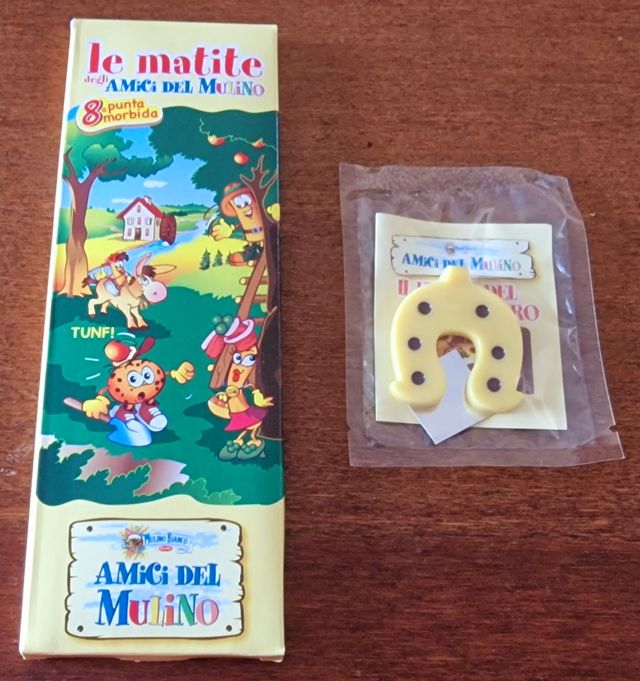 le matite
degli AMiCi DEL MuLiNO
8 a punta
morbida
TUNF!
MULINO BIANCO
AMiCi DEL
MuLiNO
AMiCi DEL MuLiNO
IL DEL